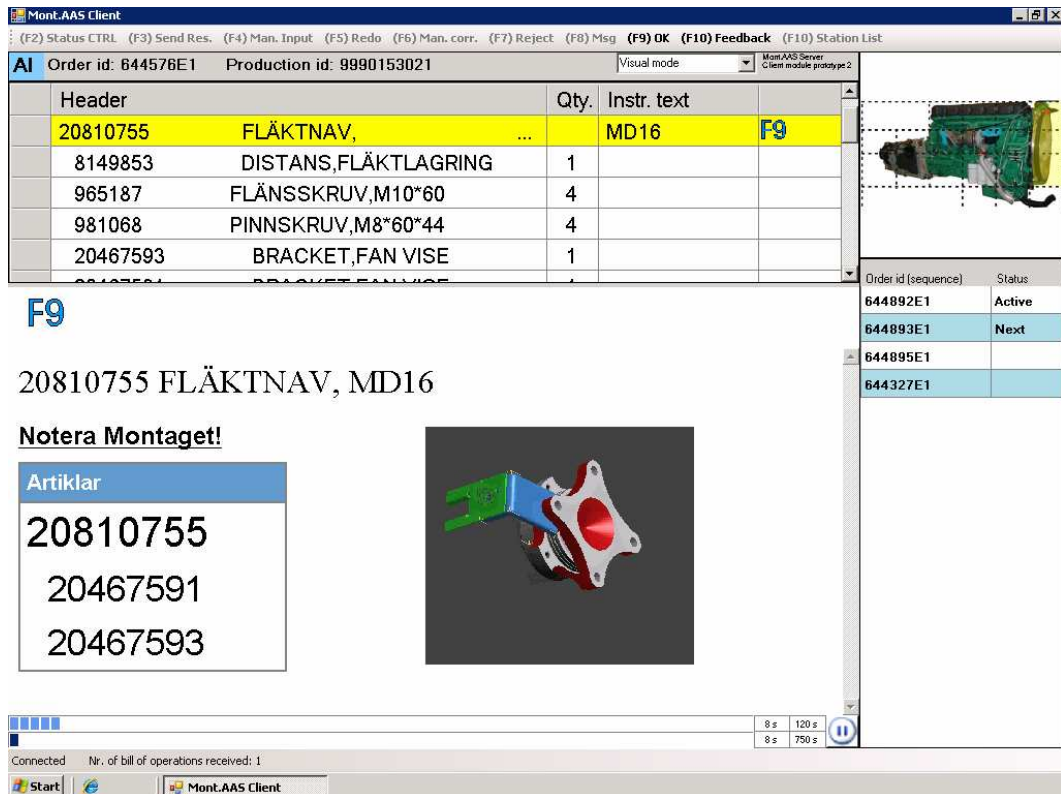 Mont.AAS Client
(F2) Status CTRL (F3) Send Res. (F4) Man. Input (F5) Redo (F6) Man. corr. (F7) Reject (F8) Msg (F9) OK (F10) Feedback (F10) Station List
AI Order id: 644576E1 Production id: 9990153021 Visual mode
Mont.AAS Server
Client module prototype 2
Header Qty. Instr. text
20810755 FLÄKTNAV, ... MD16 F9
8149853 DISTANS,FLÄKTLAGRING 1
965187 FLÄNSSKRUV,M10*60 4
981068 PINNSKRUV,M8*60*44 4
20467593 BRACKET,FAN VISE 1
Order id (sequence) Status
644892E1 Active
644893E1 Next
644895E1
644327E1
F9
20810755 FLÄKTNAV, MD16
Notera Montaget!
Artiklar
20810755
20467591
20467593
8 s 120 s
8 s 750 s
Connected Nr. of bill of operations received: 1
Start Mont.AAS Client